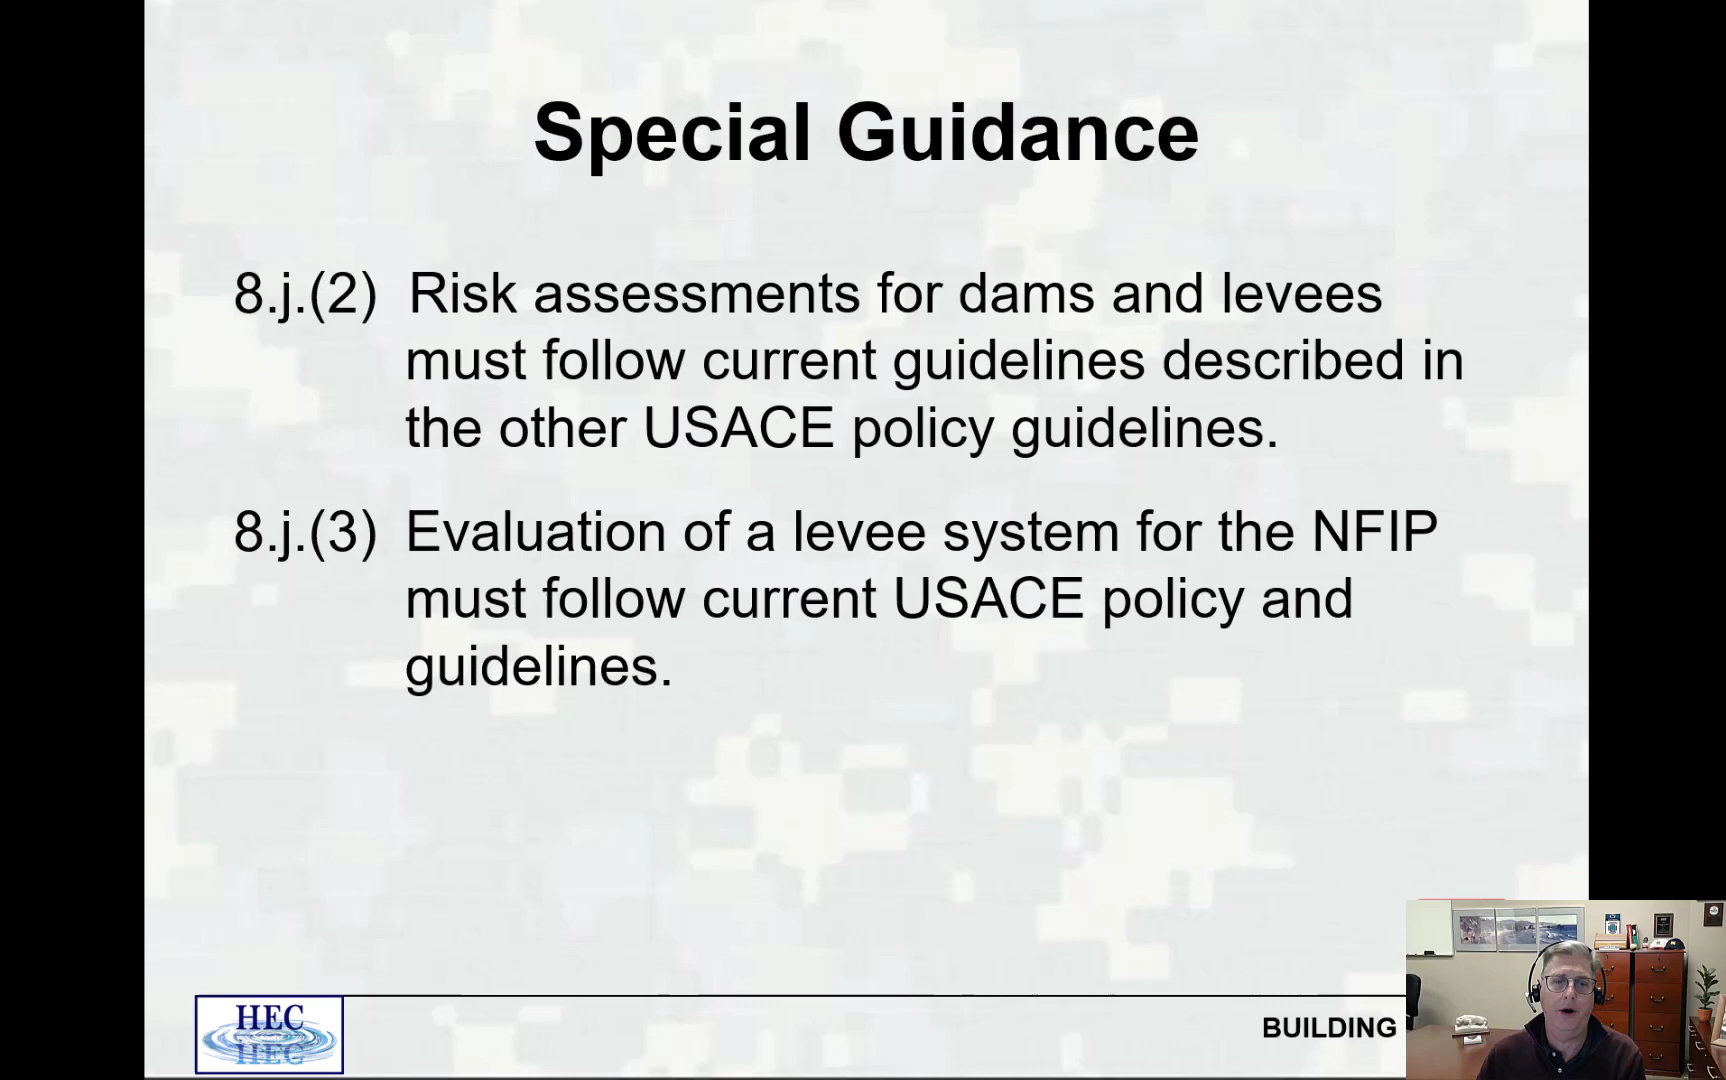 Special Guidance
8.j.(2) Risk assessments for dams and levees
must follow current guidelines described in
the other USACE policy guidelines.
8.j.(3) Evaluation of a levee system for the NFIP
must follow current USACE policy and
guidelines.
HEC
HEC
BUILDING